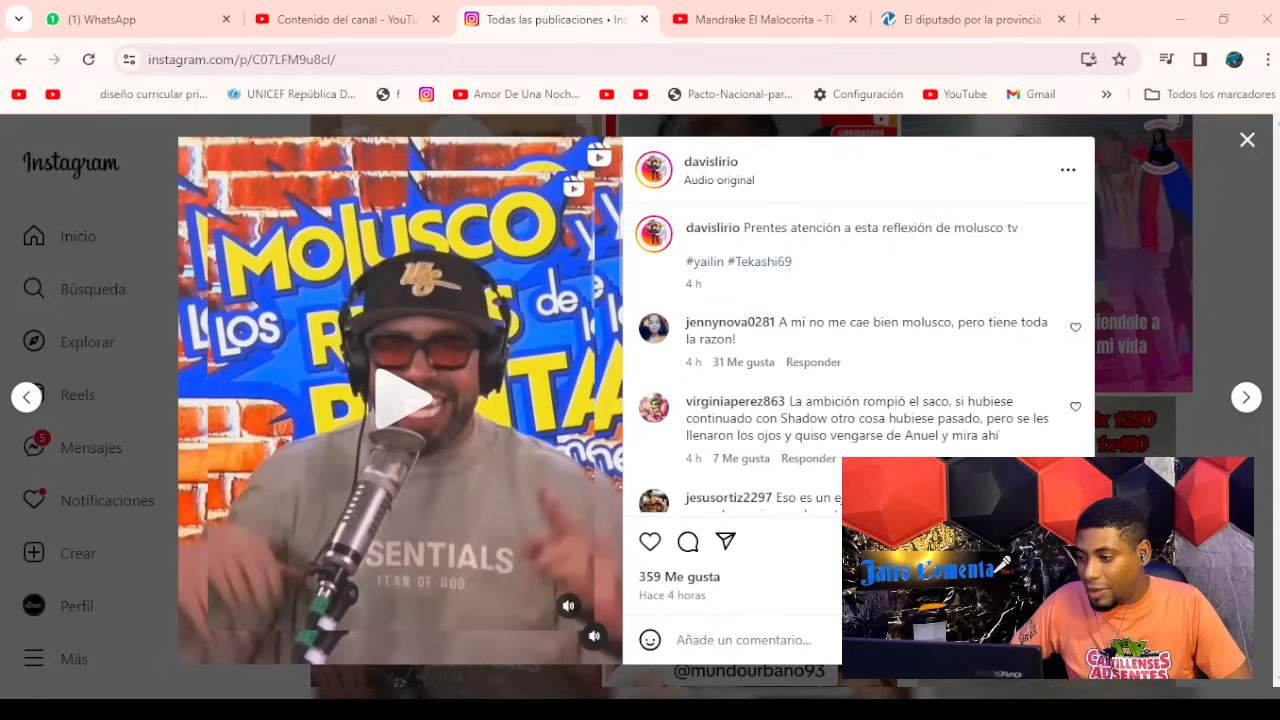 (1) WhatsApp
Contenido del canal - YouTu
Todas las publicaciones • Ins
Mandrake El Malocorita - Ti
El diputado por la provincia
instagram.com/p/C07LFM9u8cl/
diseño curricular pri...
UNICEF República D...
f
Amor De Una Noch...
Pacto-Nacional-par...
Configuración
YouTube
Gmail
Todos los marcadores
Instagram
Inicio
Búsqueda
Explorar
Reels
5
Mensajes
Notificaciones
Crear
Perfil
Más
MOLUSCO
Y
LOS
de
ESSENTIALS
FEAR OF GOD
davislirio
Audio original
davislirio Prentes atención a esta reflexión de molusco tv
#yailin #Tekashi69
4 h
jennynova0281 A mi no me cae bien molusco, pero tiene toda
la razon!
4 h 31 Me gusta Responder
virginiaperez863 La ambición rompió el saco, si hubiese
continuado con Shadow otro cosa hubiese pasado, pero se les
llenaron los ojos y quiso vengarse de Anuel y mira ahí
4 h 7 Me gusta Responder
jesusortiz2297 Eso es un
359 Me gusta
Hace 4 horas
Añade un comentario...
@mundourbano93
mi vida
1x480
Jairo Comenta
AUSENTES